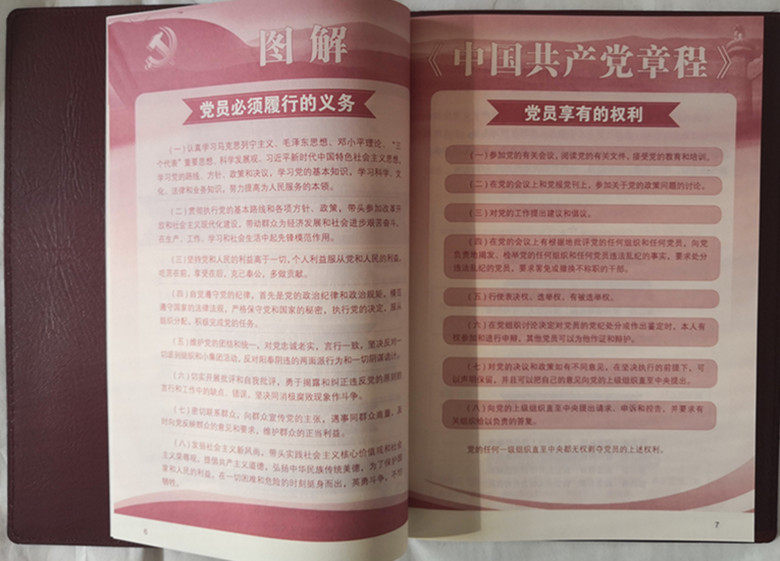 图解
党员必须履行的义务
（一）认真学习马克思列宁主义、毛泽东思想、邓小平理论、“三
个代表”重要思想、科学发展观、习近平新时代中国特色社会主义思想，
学习党的路线、方针、政策和决议，学习党的基本知识，学习科学、文
化、法律和业务知识，努力提高为人民服务的本领。
（二）贯彻执行党的基本路线和各项方针、政策，带头参加改革开
放和社会主义现代化建设，带动群众为经济发展和社会进步艰苦奋斗，
在生产、工作、学习和社会生活中起先锋模范作用。
（三）坚持党和人民的利益高于一切，个人利益服从党和人民的利益，
吃苦在前，享受在后，克己奉公，多做贡献。
（四）自觉遵守党的纪律，首先是党的政治纪律和政治规矩，模范
遵守国家的法律法规，严格保守党和国家的秘密，执行党的决定，服从
组织分配，积极完成党的任务。
（五）维护党的团结和统一，对党忠诚老实，言行一致，坚决反对一
切派别组织和小集团活动，反对阳奉阴违的两面派行为和一切阴谋诡计。
（六）切实开展批评和自我批评，勇于揭露和纠正违反党的原则的
言行和工作中的缺点、错误，坚决同消极腐败现象作斗争。
（七）密切联系群众，向群众宣传党的主张，遇事同群众商量，及
时向党反映群众的意见和要求，维护群众的正当利益。
（八）发扬社会主义新风尚，带头实践社会主义核心价值观和社会
主义荣辱观，提倡共产主义道德，弘扬中华民族传统美德，为了保护国
家和人民的利益，在一切困难和危险的时刻挺身而出，英勇斗争，不怕
牺牲。
6
《中国共产党章程》
党员享有的权利
（一）参加党的有关会议，阅读党的有关文件，接受党的教育和培训。
（二）在党的会议上和党报党刊上，参加关于党的政策问题的讨论。
（三）对党的工作提出建议和倡议。
（四）在党的会议上有根据地批评党的任何组织和任何党员，向党
负责地揭发、检举党的任何组织和任何党员违法乱纪的事实，要求处分
违法乱纪的党员，要求罢免或撤换不称职的干部。
（五）行使表决权、选举权，有被选举权。
（六）在党组织讨论决定对党员的党纪处分或作出鉴定时，本人有
权参加和进行申辩，其他党员可以为他作证和辩护。
（七）对党的决议和政策如有不同意见，在坚决执行的前提下，可
以声明保留，并且可以把自己的意见向党的上级组织直至中央提出。
（八）向党的上级组织直至中央提出请求、申诉和控告，并要求有
关组织给以负责的答复。
党的任何一级组织直至中央都无权剥夺党员的上述权利。
7